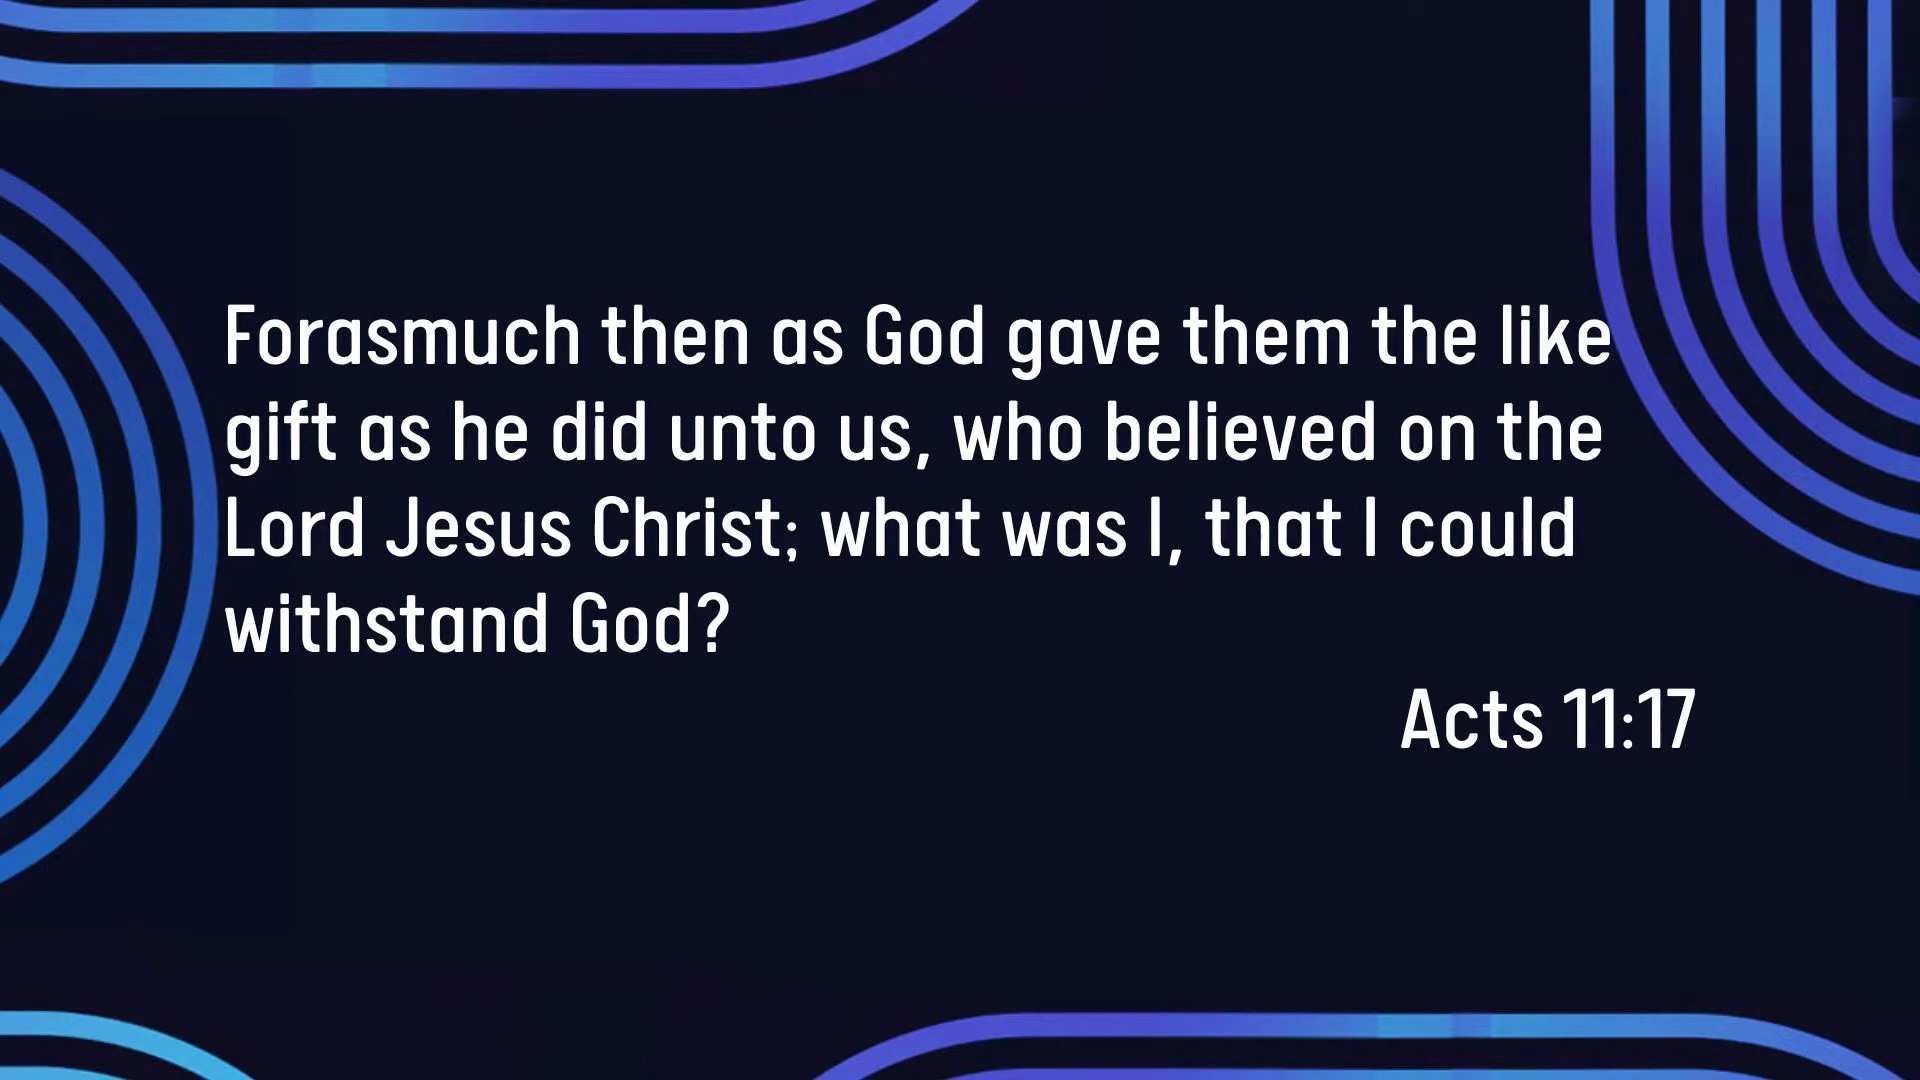 Forasmuch then as God gave them the like
gift as he did unto us, who believed on the
Lord Jesus Christ; what was I, that I could
withstand God?
Acts 11:17